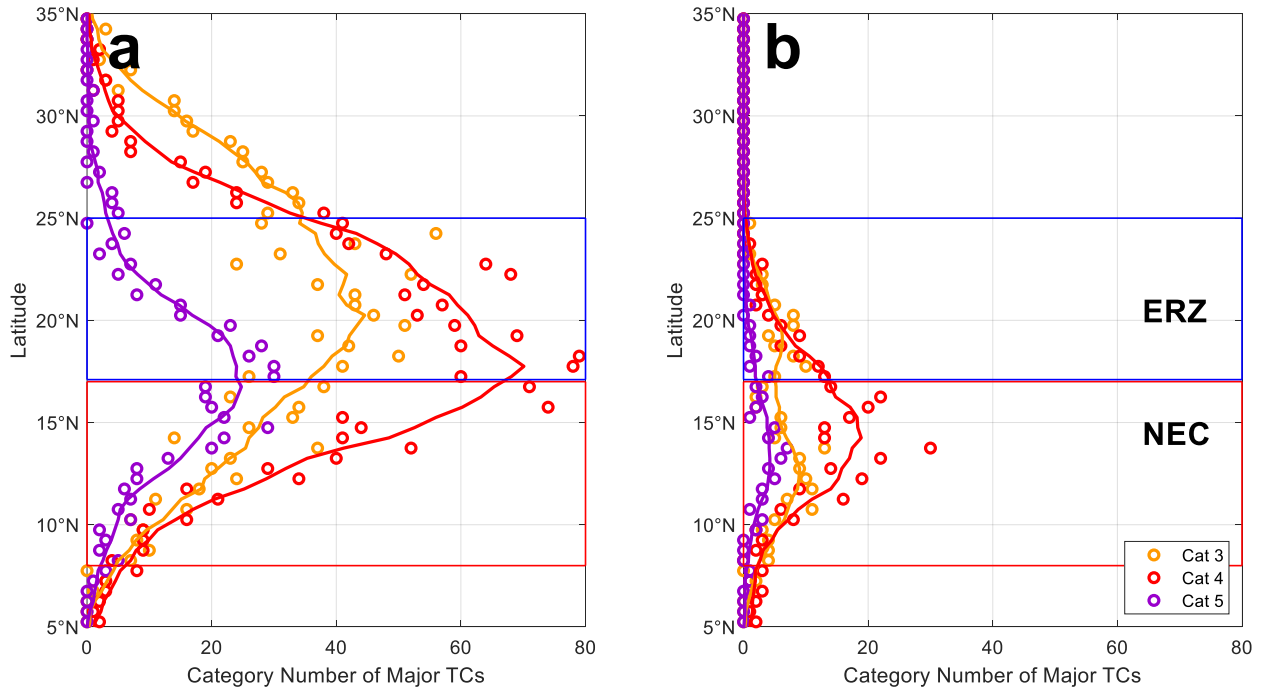 a
35°N
30°N
25°N
20°N
15°N
10°N
5°N
Latitude
0
20
40
60
80
Category Number of Major TCs
b
35°N
30°N
25°N
20°N
15°N
10°N
5°N
Latitude
ERZ
NEC
Cat 3
Cat 4
Cat 5
0
20
40
60
80
Category Number of Major TCs